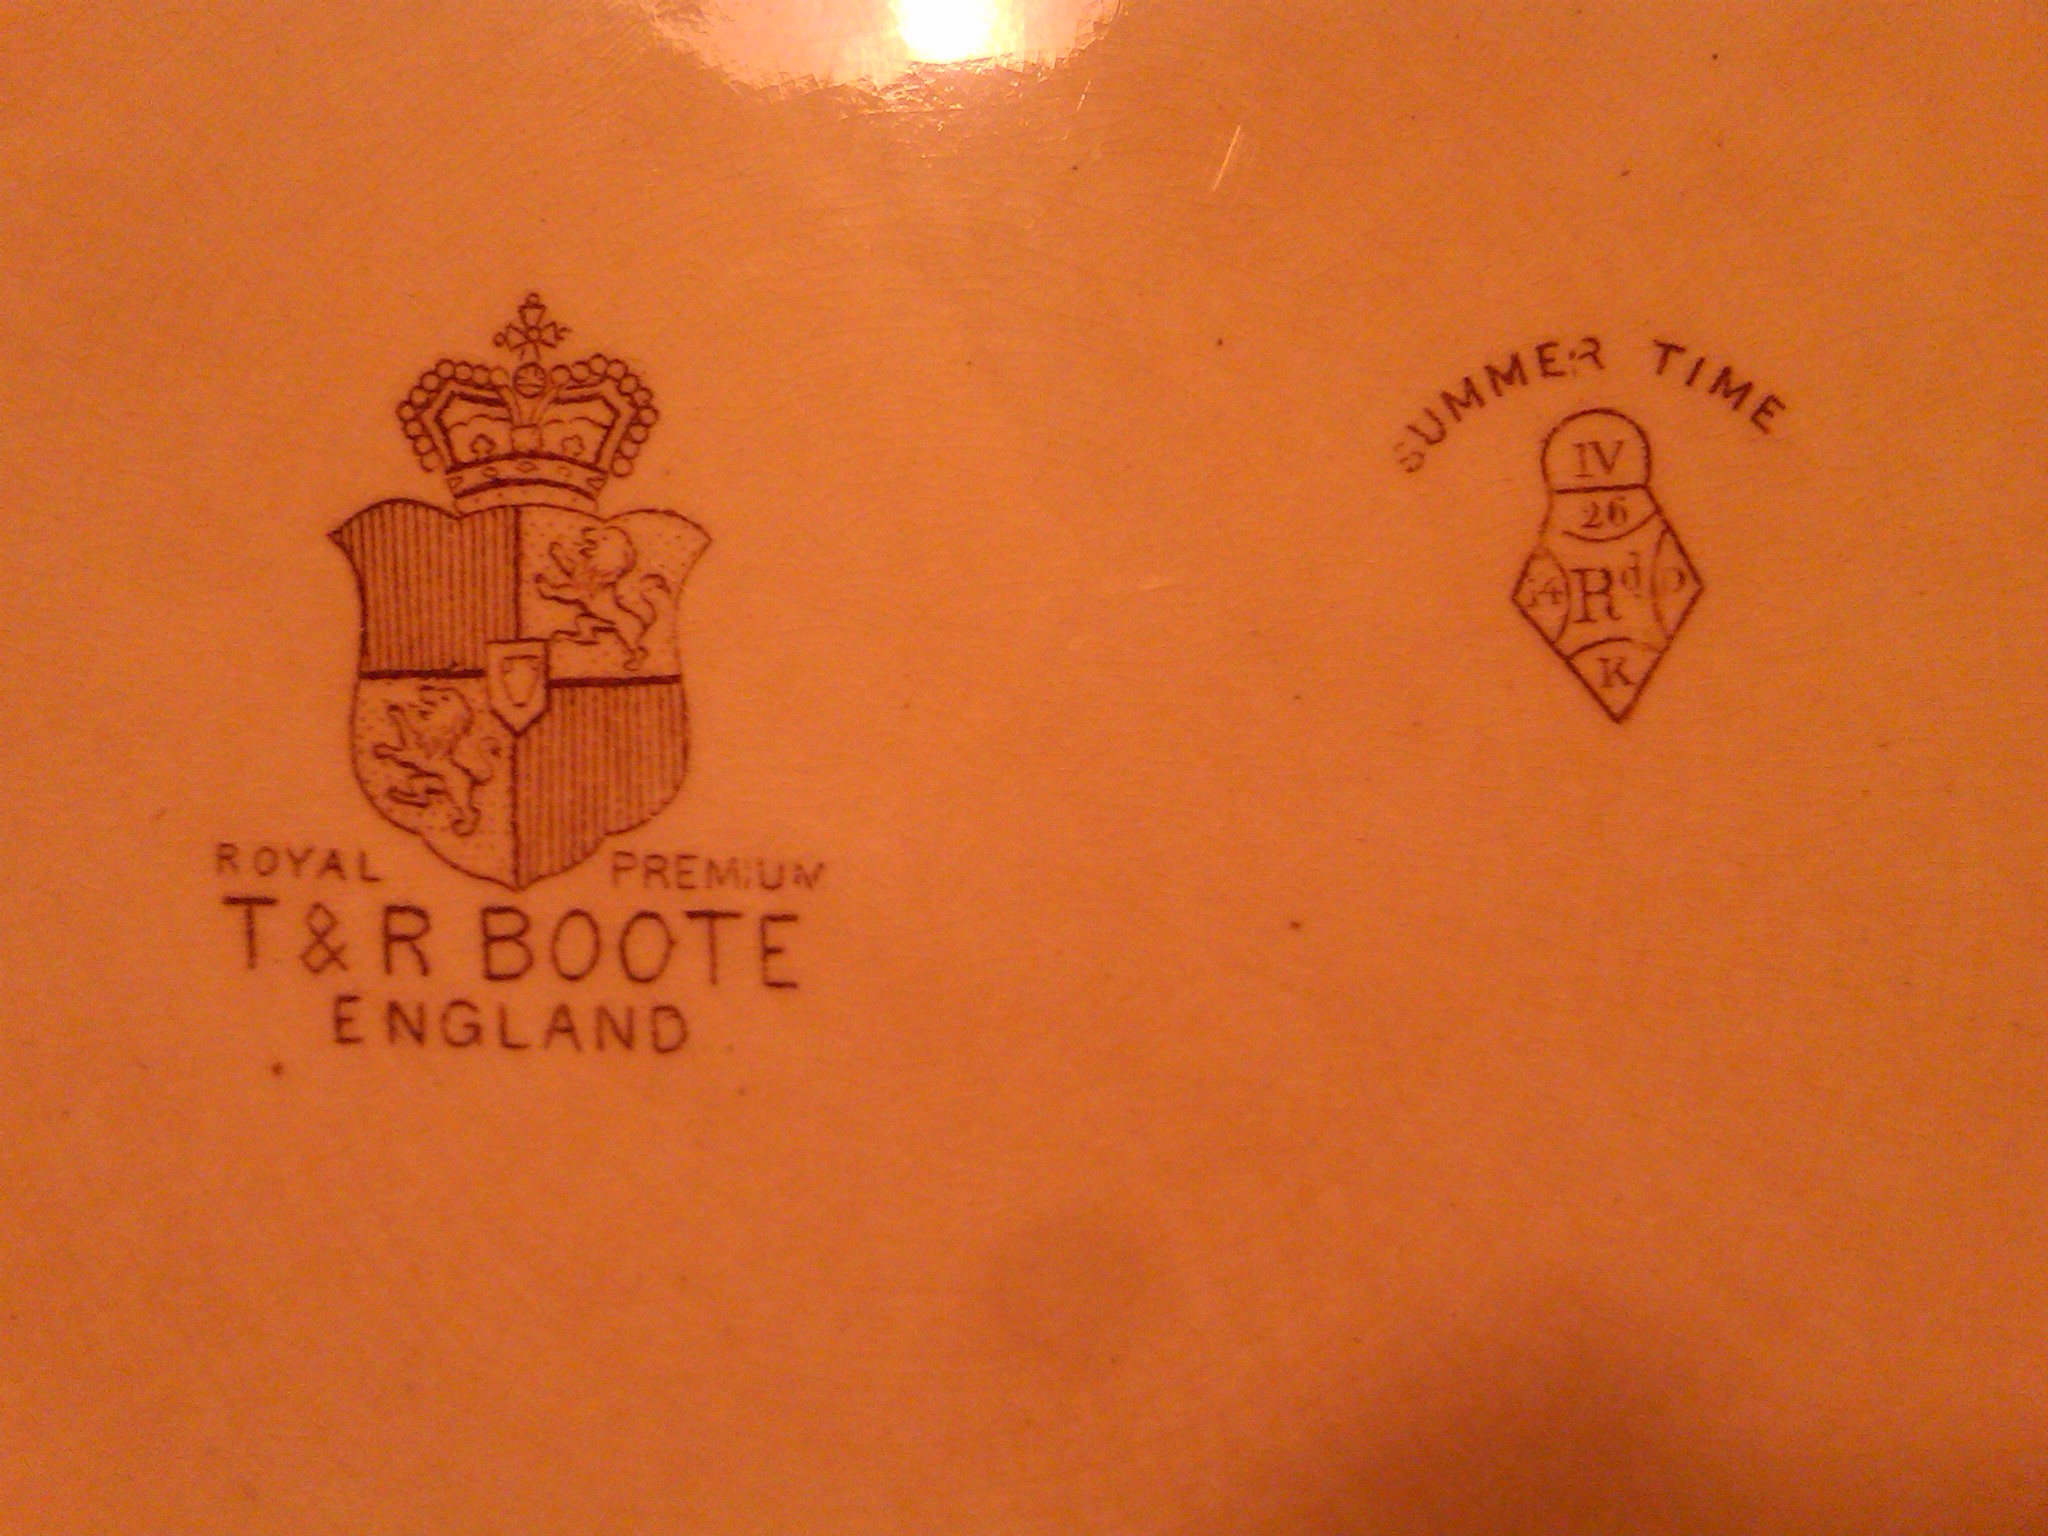 ROYAL PREMIUM
T & R BOOTE
ENGLAND
SUMMER TIME
IV
26
Rd
K